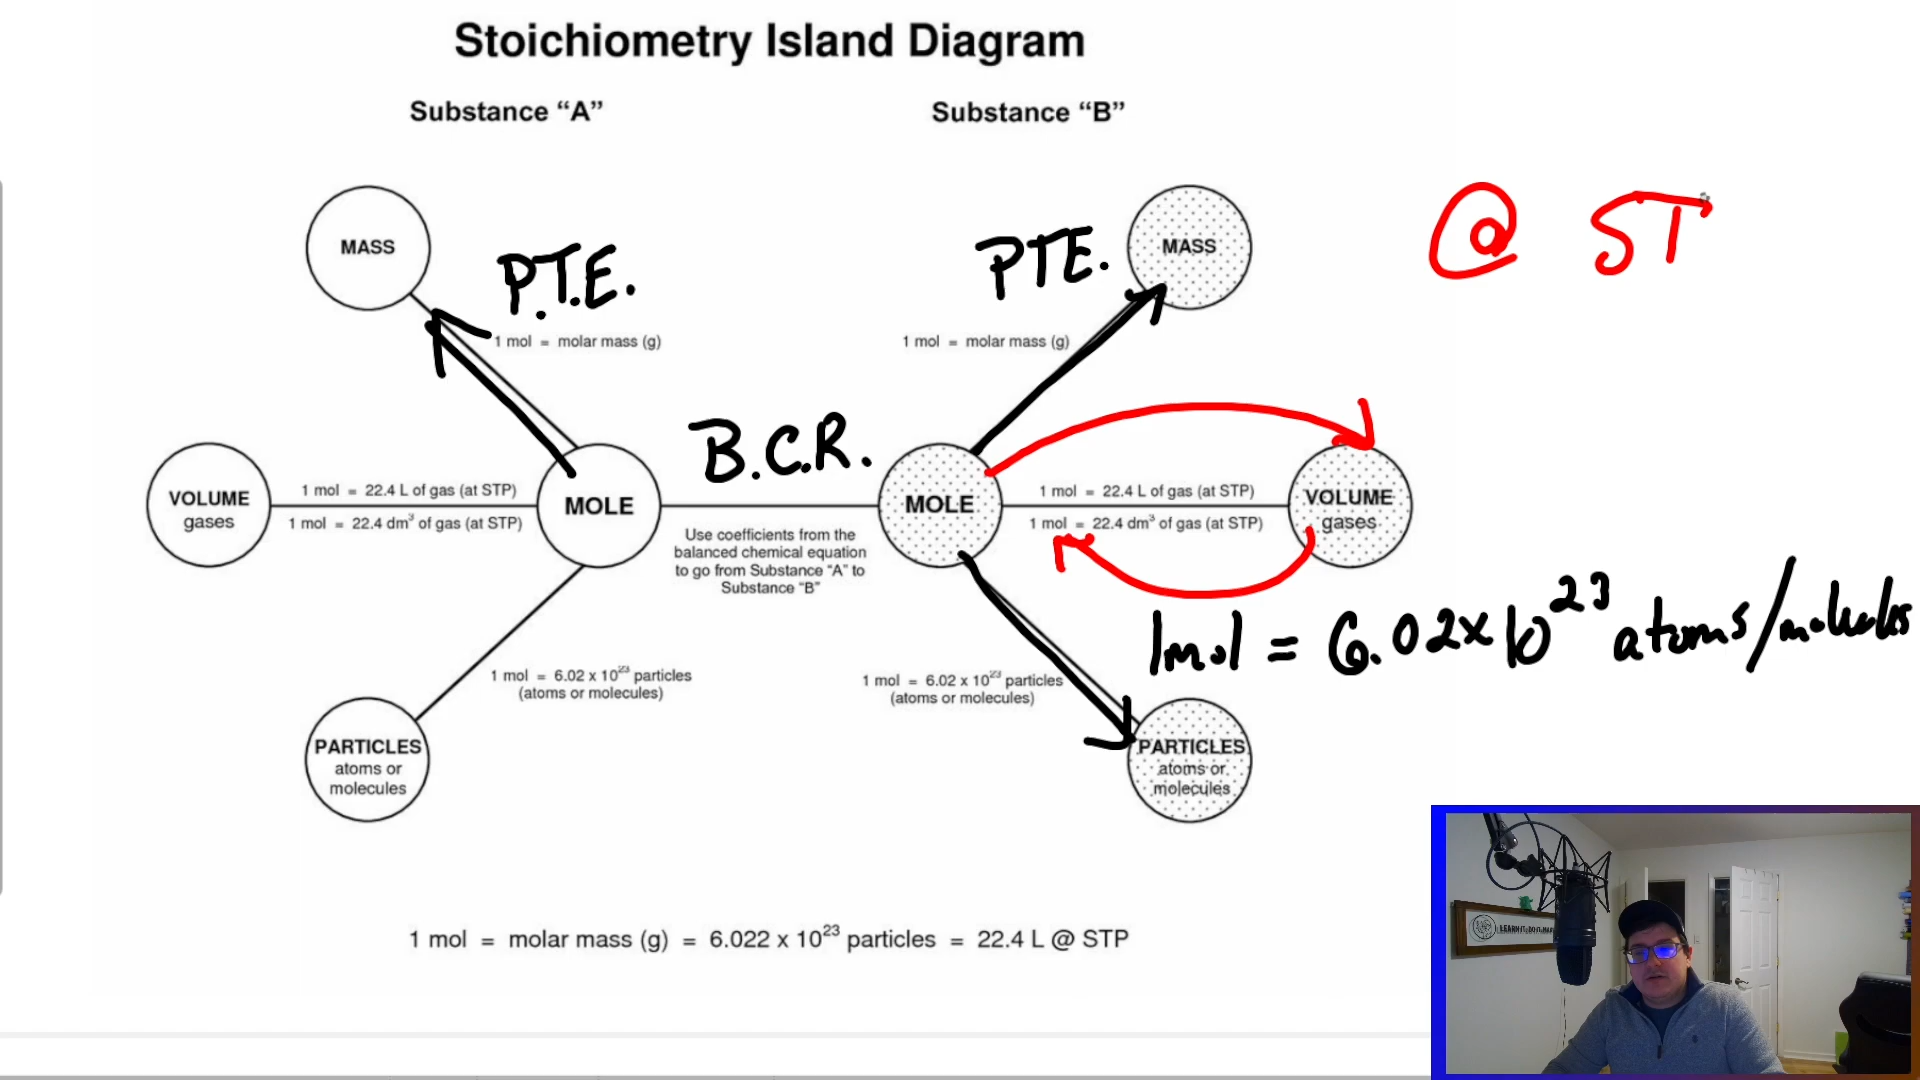 Stoichiometry Island Diagram
Substance “A”
Substance “B”
MASS
P.T.E.
1 mol = molar mass (g)
PTE.
1 mol = molar mass (g)
MASS
@ ST
VOLUME
gases
1 mol = 22.4 L of gas (at STP)
1 mol = 22.4 dm³ of gas (at STP)
MOLE
B.C.R.
Use coefficients from the
balanced chemical equation
to go from Substance “A” to
Substance “B”
MOLE
1 mol = 22.4 L of gas (at STP)
1 mol = 22.4 dm³ of gas (at STP)
VOLUME
gases
1mol = 6.02x10²³ atoms/molecules
1 mol = 6.02 x 10²³ particles
(atoms or molecules)
1 mol = 6.02 x 10²³ particles
(atoms or molecules)
PARTICLES
atoms or
molecules
PARTICLES
atoms or
molecules
1 mol = molar mass (g) = 6.022 x 10²³ particles = 22.4 L @ STP